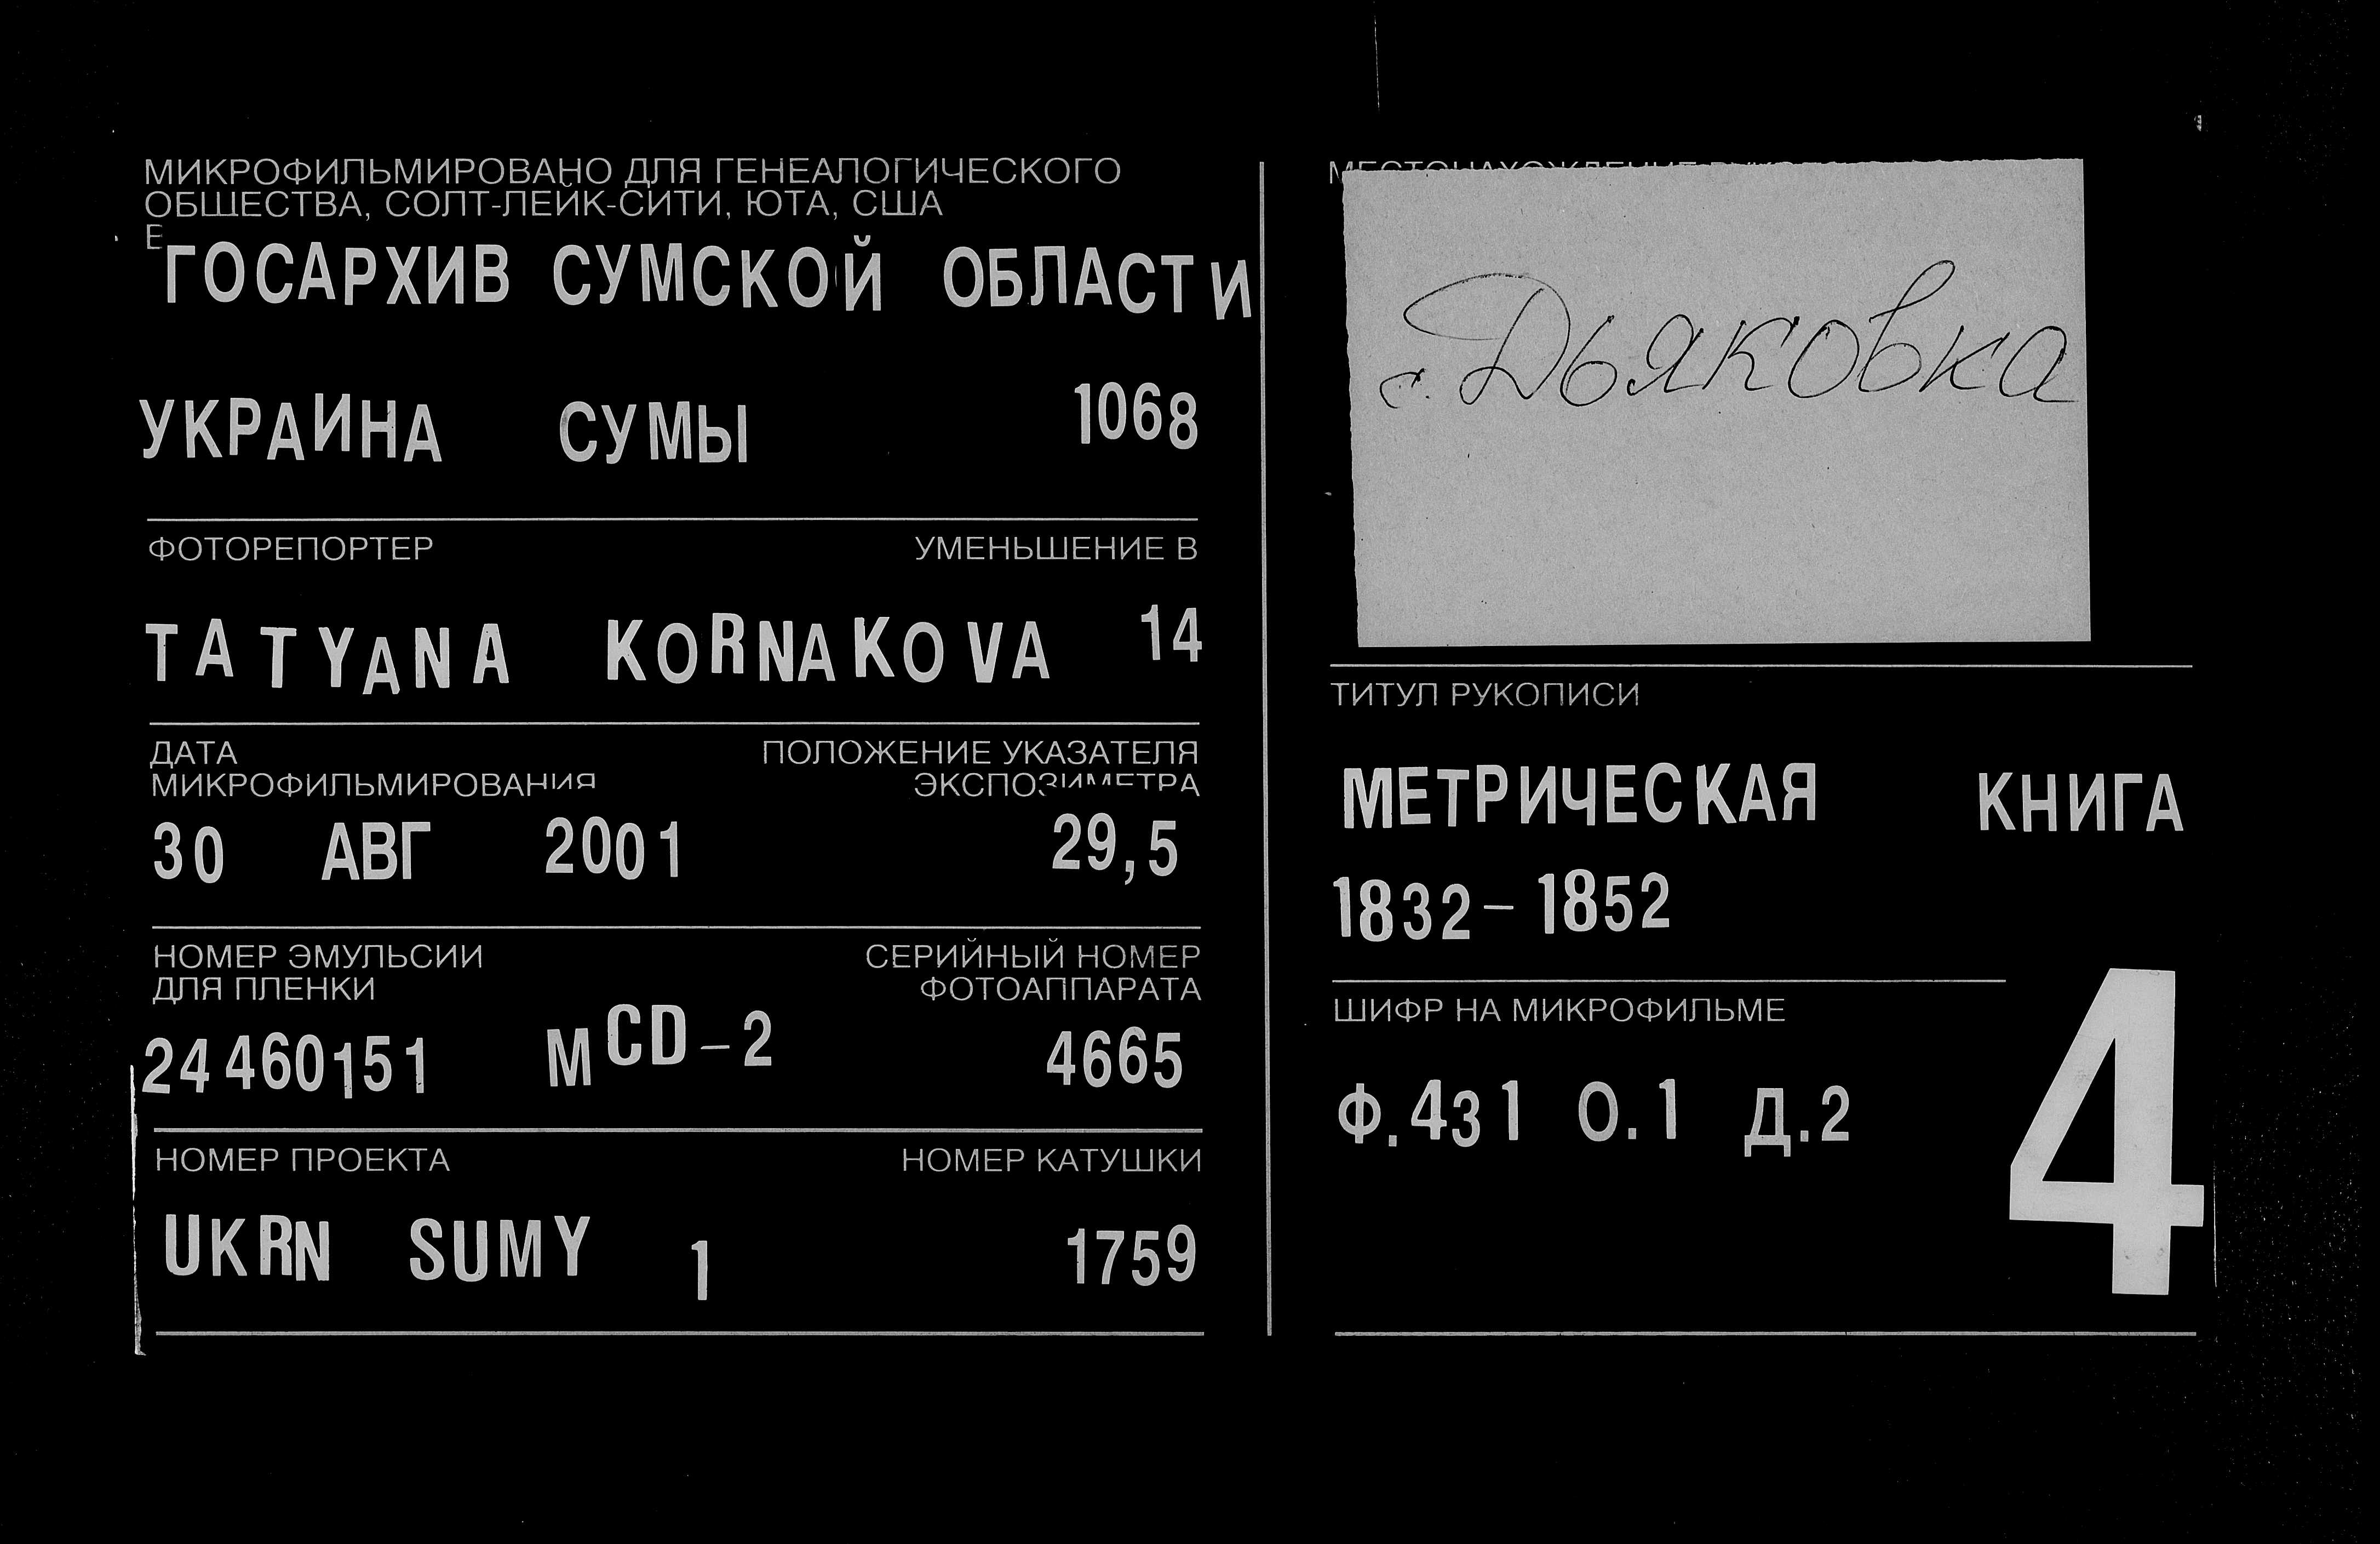 МИКРОФИЛЬМИРОВАНО ДЛЯ ГЕНЕАЛОГИЧЕСКОГО
ОБЩЕСТВА, СОЛТ-ЛЕЙК-СИТИ, ЮТА, США
В
ГОСАРХИВ СУМСКОЙ ОБЛАСТИ
УКРАИНА СУМЫ 1068
ФОТОРЕПОРТЕР УМЕНЬШЕНИЕ В
TATYANA KORNAKOVA 14
ДАТА ПОЛОЖЕНИЕ УКАЗАТЕЛЯ
МИКРОФИЛЬМИРОВАНИЯ ЭКСПОЗИМЕТРА
30 АВГ 2001 29,5
НОМЕР ЭМУЛЬСИИ СЕРИЙНЫЙ НОМЕР
ДЛЯ ПЛЕНКИ ФОТОАППАРАТА
24460151 MCD-2 4665
НОМЕР ПРОЕКТА НОМЕР КАТУШКИ
UKRN SUMY 1 1759
МЕСТОНАХОЖДЕНИЕ
с. Дьяковка
ТИТУЛ РУКОПИСИ
МЕТРИЧЕСКАЯ КНИГА
1832-1852
ШИФР НА МИКРОФИЛЬМЕ
Ф.431 О.1 Д.2
4